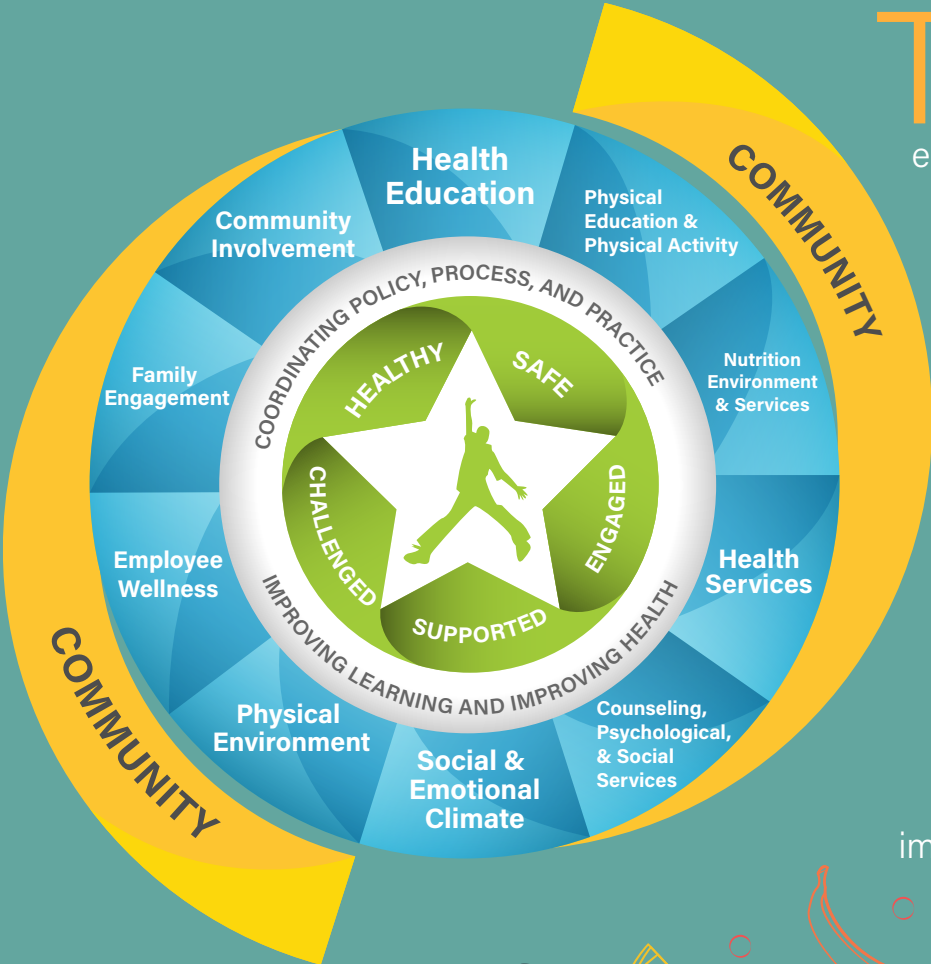 T
e
COMMUNITY
Health
Education
Physical
Education &
Physical Activity
Nutrition
Environment
& Services
Health
Services
Counseling,
Psychological,
& Social
Services
Social &
Emotional
Climate
Physical
Environment
Employee
Wellness
Family
Engagement
Community
Involvement
COORDINATING POLICY, PROCESS, AND PRACTICE
IMPROVING LEARNING AND IMPROVING HEALTH
HEALTHY
SAFE
ENGAGED
SUPPORTED
CHALLENGED
COMMUNITY
im